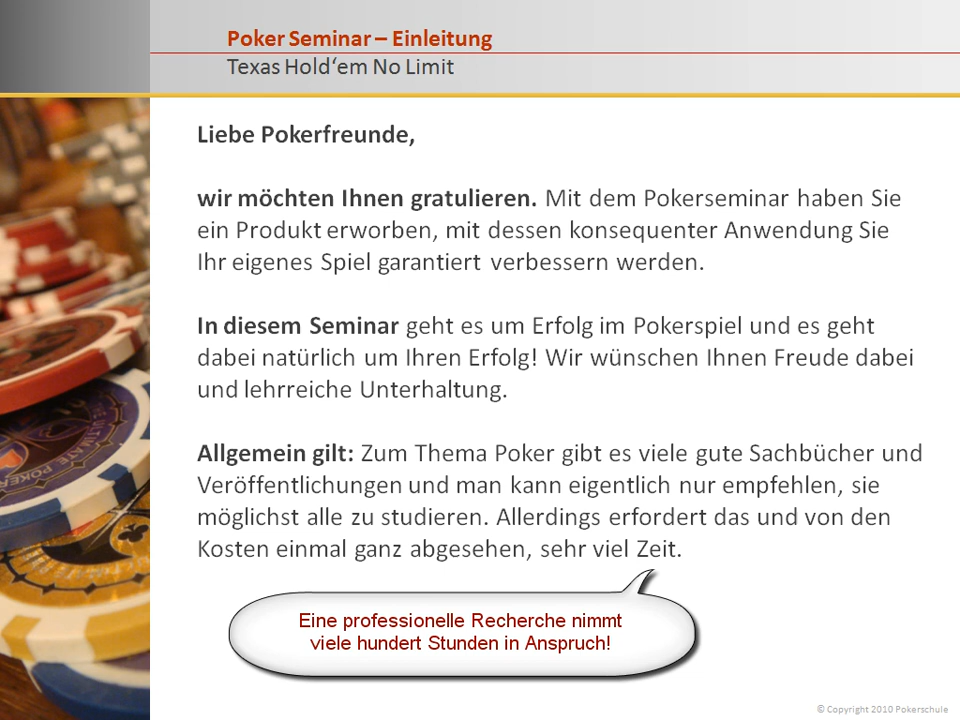 Poker Seminar – Einleitung
Texas Hold‘em No Limit
Liebe Pokerfreunde,
wir möchten Ihnen gratulieren. Mit dem Pokerseminar haben Sie
ein Produkt erworben, mit dessen konsequenter Anwendung Sie
Ihr eigenes Spiel garantiert verbessern werden.
In diesem Seminar geht es um Erfolg im Pokerspiel und es geht
dabei natürlich um Ihren Erfolg! Wir wünschen Ihnen Freude dabei
und lehrreiche Unterhaltung.
Allgemein gilt: Zum Thema Poker gibt es viele gute Sachbücher und
Veröffentlichungen und man kann eigentlich nur empfehlen, sie
möglichst alle zu studieren. Allerdings erfordert das und von den
Kosten einmal ganz abgesehen, sehr viel Zeit.
Eine professionelle Recherche nimmt
viele hundert Stunden in Anspruch!
ULTIMATE POKER
© Copyright 2010 Pokerschule